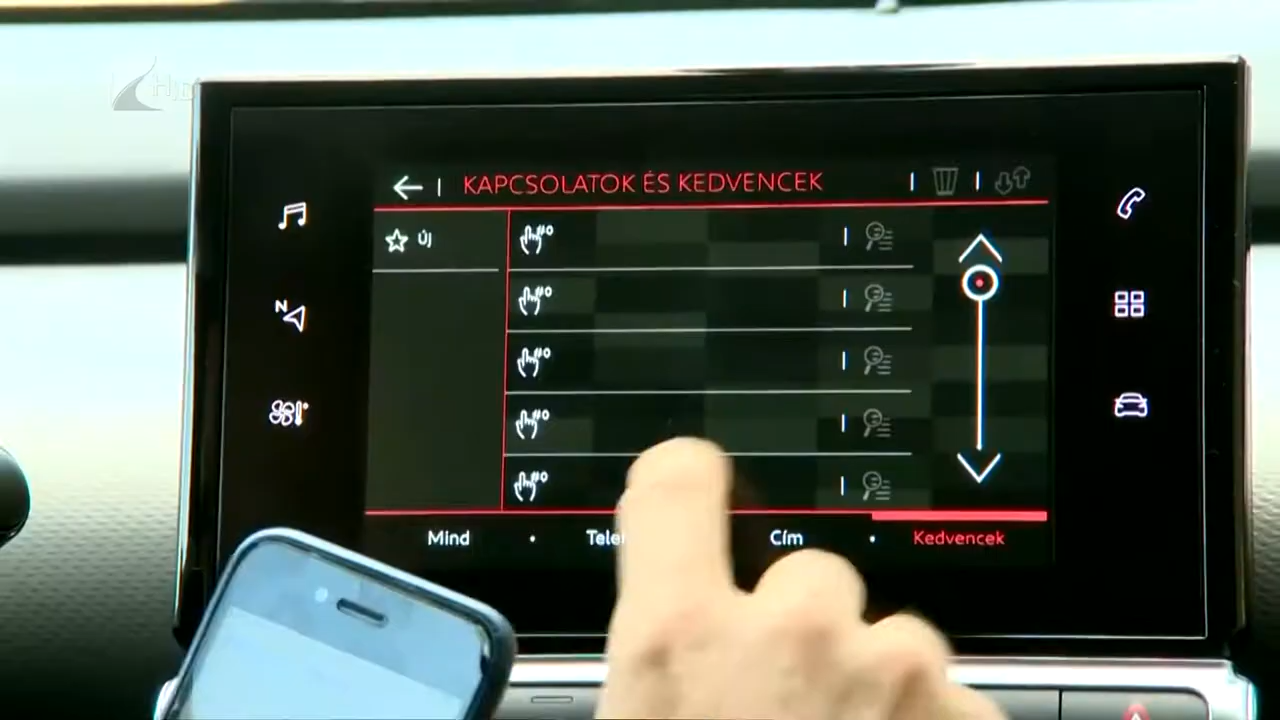 KAPCSOLATOK ÉS KEDVENCEK
ÚJ
N
Mind
Cím
Kedvencek